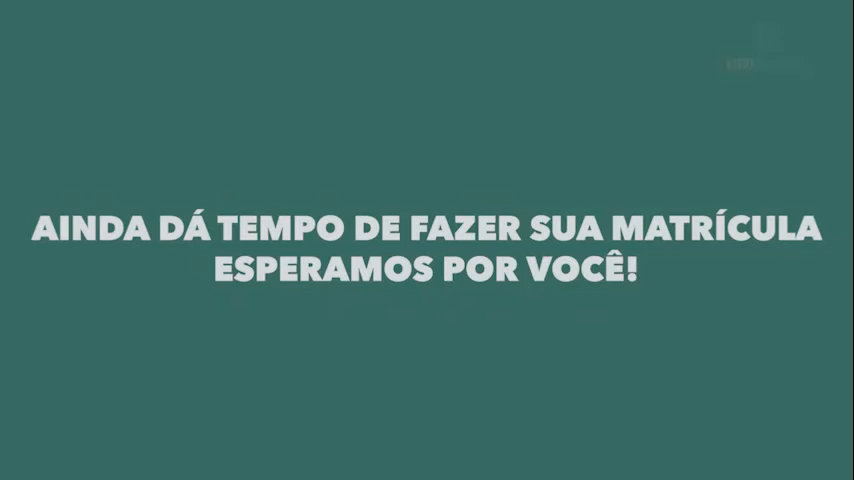 AINDA DÁ TEMPO DE FAZER SUA MATRÍCULA
ESPERAMOS POR VOCÊ!